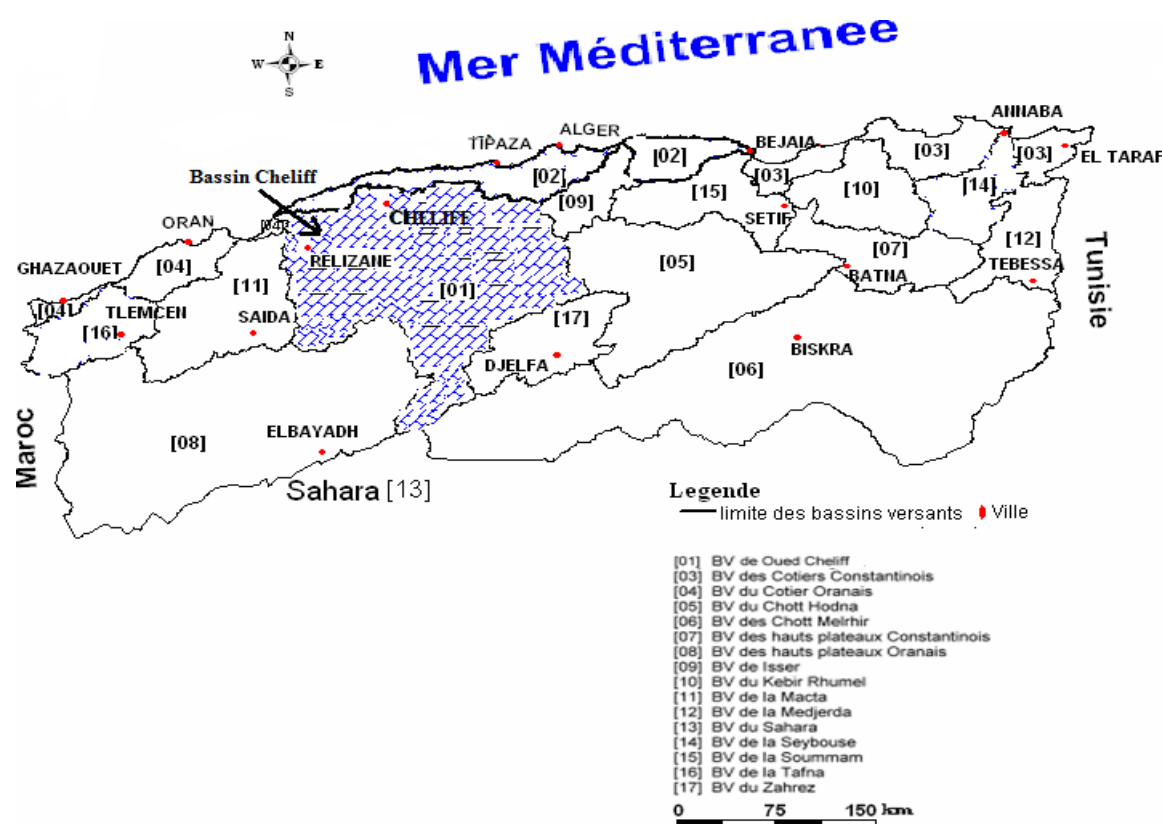 N
W E
S
Mer Méditerranee
ANNABA
ALGER
TIPAZA
BEJAIA
[02]
[03]
[03]
EL TARAF
Bassin Cheliff
[02]
[03]
[10]
[14]
[15]
[09]
CHELIFF
SETIF
ORAN
[04]
[12]
Tunisie
RELIZANE
[07]
GHAZAOUET
[04]
[05]
TEBESSA
BATNA
[11]
[01]
[04]
TLEMCEN
SAIDA
[17]
[16]
BISKRA
DJELFA
[06]
Maroc
ELBAYADH
[08]
Sahara [13]
Legende
limite des bassins versants Ville
[01] BV de Oued Cheliff
[03] BV des Cotiers Constantinois
[04] BV du Cotier Oranais
[05] BV du Chott Hodna
[06] BV des Chott Melrhir
[07] BV des hauts plateaux Constantinois
[08] BV des hauts plateaux Oranais
[09] BV de Isser
[10] BV du Kebir Rhumel
[11] BV de la Macta
[12] BV de la Medjerda
[13] BV du Sahara
[14] BV de la Seybouse
[15] BV de la Soummam
[16] BV de la Tafna
[17] BV du Zahrez
0 75 150 km